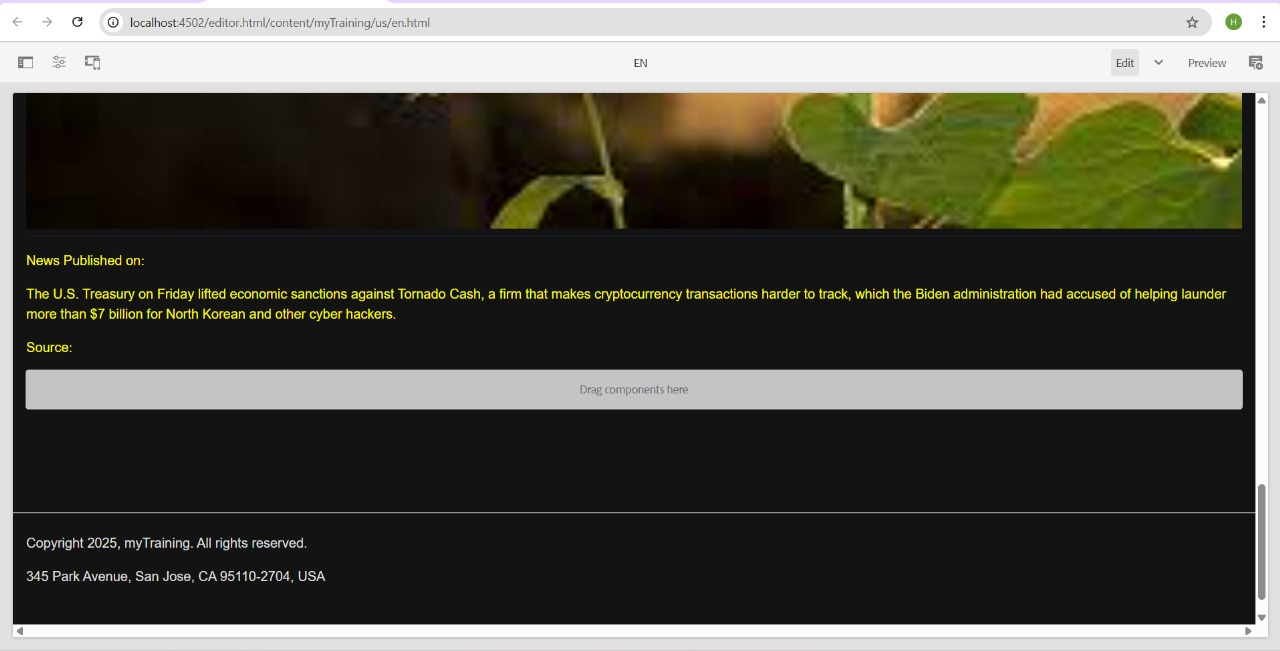 localhost:4502/editor.html/content/myTraining/us/en.html
H
EN
Edit
Preview
News Published on:
The U.S. Treasury on Friday lifted economic sanctions against Tornado Cash, a firm that makes cryptocurrency transactions harder to track, which the Biden administration had accused of helping launder
more than $7 billion for North Korean and other cyber hackers.
Source:
Drag components here
Copyright 2025, myTraining. All rights reserved.
345 Park Avenue, San Jose, CA 95110-2704, USA